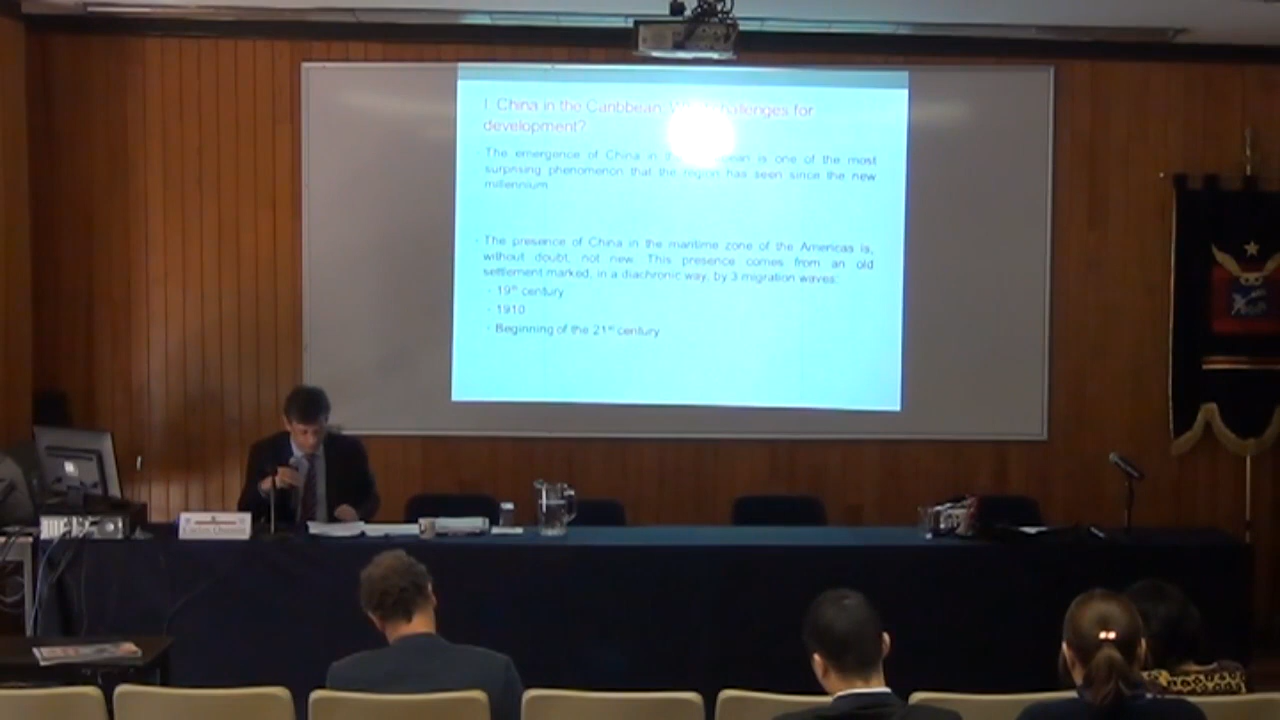 I. China in the Caribbean: challenges for
development?
The emergence of China in is one of the most
surprising phenomenon that the region has seen since the new
millennium
· The presence of China in the maritime zone of the Americas is,
without doubt, not new. This presence comes from an old
settlement marked, in a diachronic way, by 3 migration waves:
· 19th century
· 1910
· Beginning of the 21st century